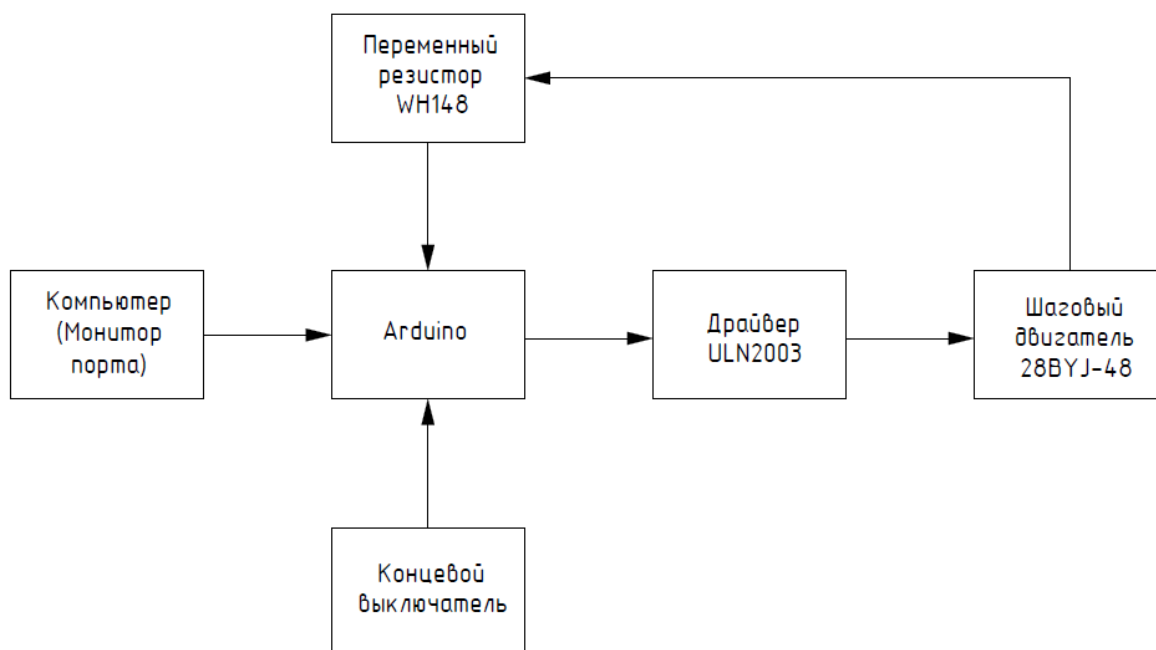 Переменный
резистор
WH148
Компьютер
(Монитор
порта)
Arduino
Драйвер
ULN2003
Шаговый
двигатель
28BYJ-48
Концевой
выключатель